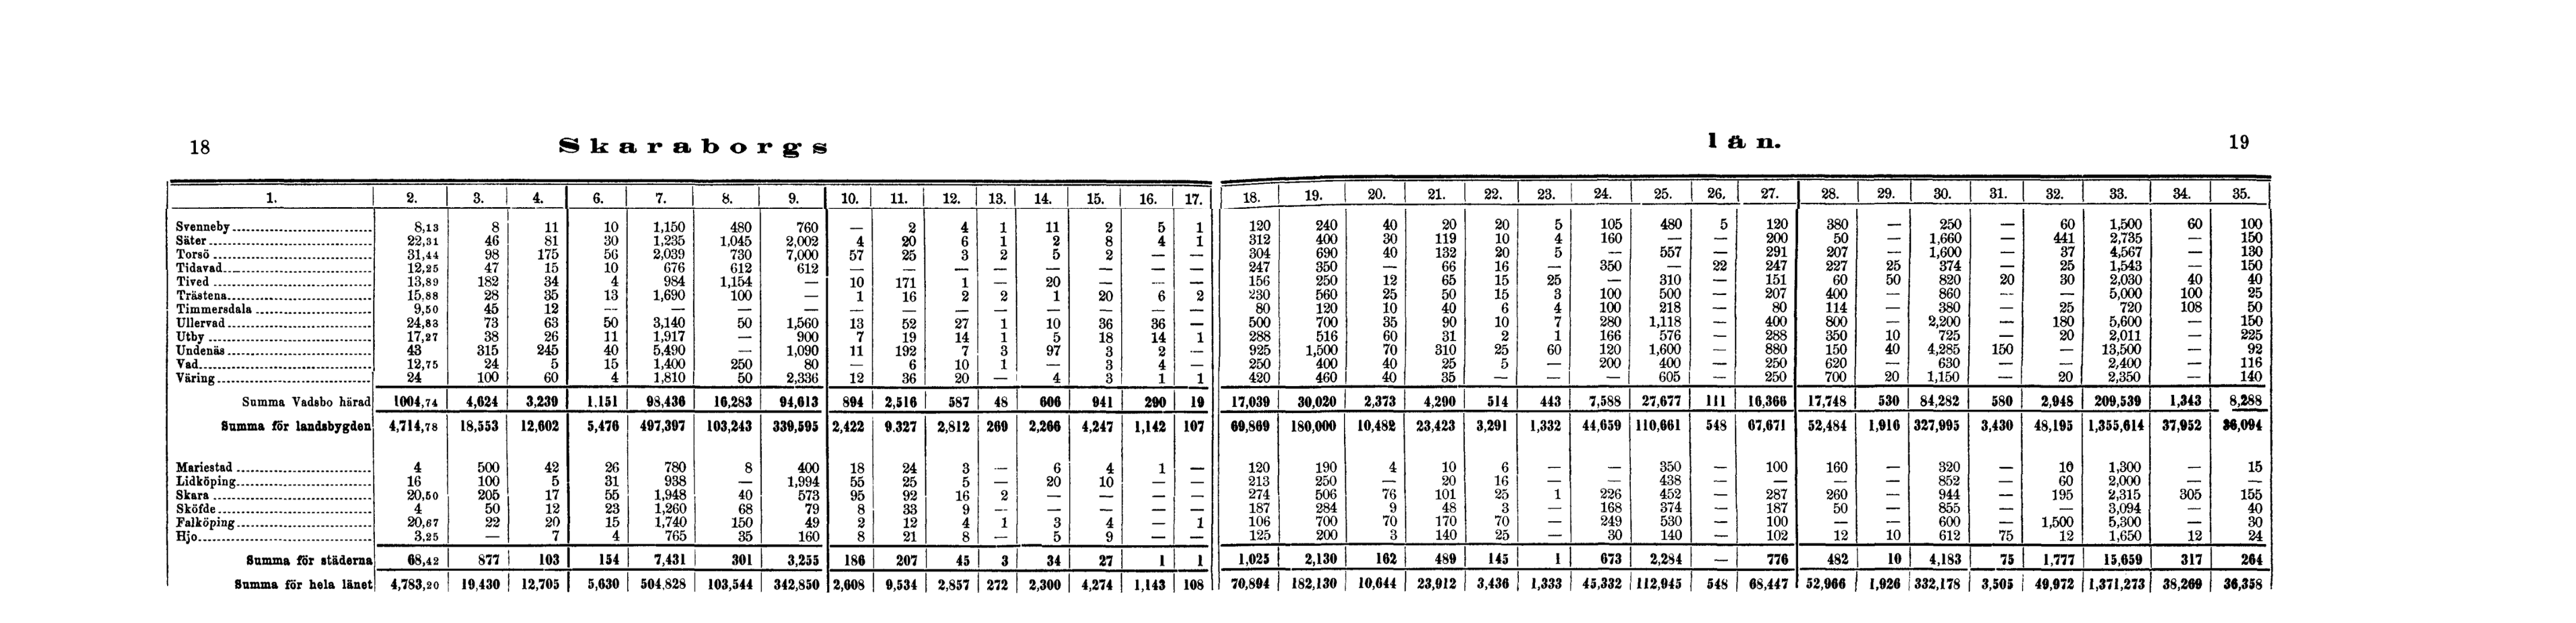 18 Skaraborgs län. 19
1. 2. 3. 4. 6. 7. 8. 9. 10. 11. 12. 13. 14. 15. 16. 17. 18. 19. 20. 21. 22. 23. 24. 25. 26. 27. 28. 29. 30. 31. 32. 33. 34. 35.
Svenneby 8,13 8 11 10 1,150 480 760 — 2 4 1 11 2 5 1 120 240 40 20 20 5 105 480 5 120 380 — 250 — 60 1,500 60 100
Säter 22,31 46 81 30 1,235 1,045 2,002 4 20 6 1 2 8 4 1 312 400 30 119 10 4 160 — — 200 50 — 1,660 — 441 2,735 — 150
Torsö 31,44 98 175 56 2,039 730 7,000 57 25 3 2 5 2 — — 304 690 40 132 20 5 — 557 — 291 207 — 1,600 — 37 4,567 — 130
Tidavad 12,25 47 15 10 676 612 612 — — — — — — — — 247 350 — 66 16 — 350 — 22 247 227 25 374 — 25 1,543 — 150
Tived 13,89 182 34 4 984 1,154 — 10 171 1 — 20 — — — 156 250 12 65 15 25 — 310 — 151 60 50 820 20 30 2,030 40 40
Trästena 15,88 28 35 13 1,690 100 — 1 16 2 2 1 20 6 2 230 560 25 50 15 3 100 500 — 207 400 — 860 — — 5,000 100 25
Timmersdala 9,50 45 12 — — — — — — — — — — — — 80 120 10 40 6 4 100 218 — 80 114 — 380 — 25 720 108 50
Ullervad 24,83 73 63 50 3,140 50 1,560 13 52 27 1 10 36 36 — 500 700 35 90 10 7 280 1,118 — 400 800 — 2,200 — 180 5,600 — 150
Utby 17,27 38 26 11 1,917 — 900 7 19 14 1 5 18 14 1 288 516 60 31 2 1 166 576 — 288 350 10 725 — 20 2,011 — 225
Undenäs 43 315 245 40 5,490 — 1,090 11 192 7 3 97 3 2 — 925 1,500 70 310 25 60 120 1,600 — 880 150 40 4,285 150 — 13,500 — 92
Vad 12,75 24 5 15 1,400 250 80 — 6 10 1 — 3 4 — 250 400 40 25 5 — 200 400 — 250 620 — 630 — — 2,400 — 116
Väring 24 100 60 4 1,810 50 2,336 12 36 20 — 4 3 1 1 420 460 40 35 — — — 605 — 250 700 20 1,150 — 20 2,350 — 140
Summa Vadsbo härad 1004,74 4,624 3,239 1,151 98,436 16,283 94,613 894 2,516 587 48 606 941 290 19 17,039 30,020 2,373 4,290 514 443 7,588 27,677 111 16,366 17,748 530 84,282 580 2,948 209,539 1,343 8,288
Summa för landsbygden 4,714,78 18,553 12,602 5,476 497,397 103,243 339,595 2,422 9.327 2,812 269 2,266 4,247 1,142 107 69,869 180,000 10,482 23,423 3,291 1,332 44,659 110,661 548 67,671 52,484 1,916 327,995 3,430 48,195 1,355,614 37,952 36,094
Mariestad 4 500 42 26 780 8 400 18 24 3 — 6 4 1 — 120 190 4 10 6 — — 350 — 100 160 — 320 — 10 1,300 — 15
Lidköping 16 100 5 31 938 — 1,994 55 25 5 — 20 10 — — 213 250 — 20 16 — — 438 — — — — 852 — 60 2,000 — —
Skara 20,50 205 17 55 1,948 40 573 95 92 16 2 — — — — 274 506 76 101 25 1 226 452 — 287 260 — 944 — 195 2,315 305 155
Sköfde 4 50 12 23 1,260 68 79 8 33 9 — — — — — 187 284 9 48 3 — 168 374 — 187 50 — 855 — — 3,094 — 40
Falköping 20,67 22 20 15 1,740 150 49 2 12 4 1 3 4 — 1 106 700 70 170 70 — 249 530 — 100 — — 600 — 1,500 5,300 — 30
Hjo 3,25 — 7 4 765 35 160 8 21 8 — 5 9 — — 125 200 3 140 25 — 30 140 — 102 12 10 612 75 12 1,650 12 24
Summa för städerna 68,42 877 103 154 7,431 301 3,255 186 207 45 3 34 27 1 1 1,025 2,130 162 489 145 1 673 2,284 — 776 482 10 4,183 75 1,777 15,659 317 264
Summa för hela länet 4,783,20 19,430 12,705 5,630 504,828 103,544 342,850 2,608 9,534 2,857 272 2,300 4,274 1,143 108 70,894 182,130 10,644 23,912 3,436 1,333 45,332 112,945 548 68,447 52,966 1,926 332,178 3,505 49,972 1,371,273 38,269 36,358